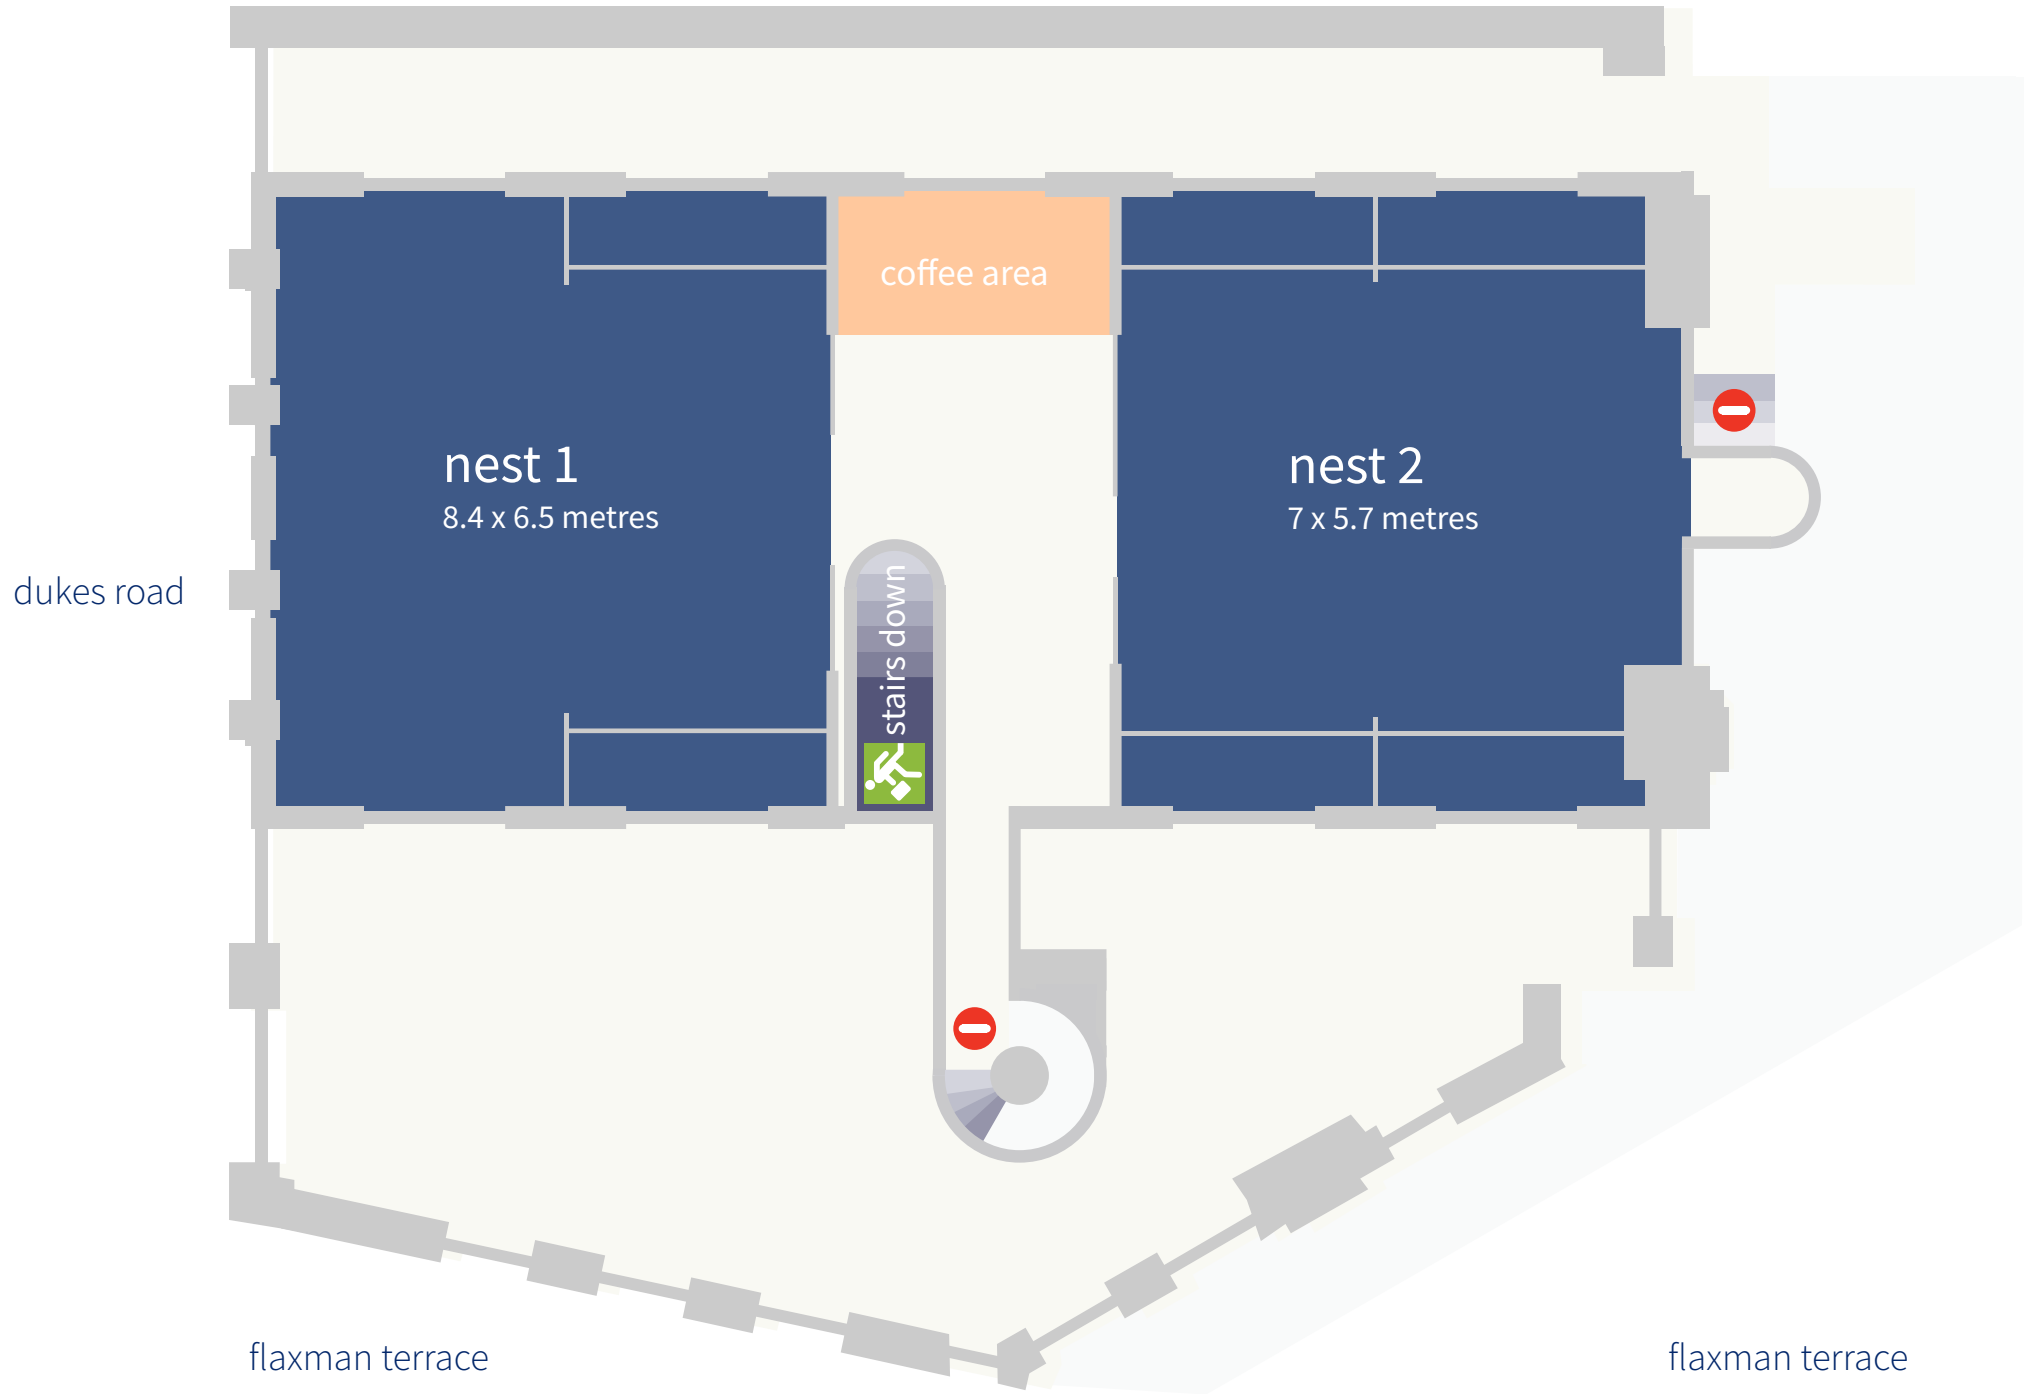 coffee area
nest 1
8.4 x 6.5 metres
nest 2
7 x 5.7 metres
dukes road
stairs down
flaxman terrace
flaxman terrace